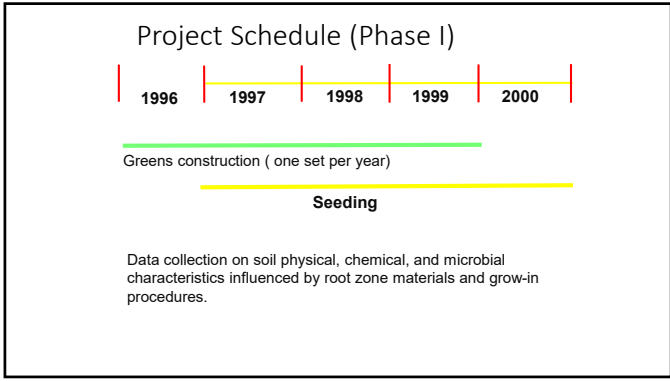 Project Schedule (Phase I)
1996 1997 1998 1999 2000
Greens construction ( one set per year)
Seeding
Data collection on soil physical, chemical, and microbial
characteristics influenced by root zone materials and grow-in
procedures.